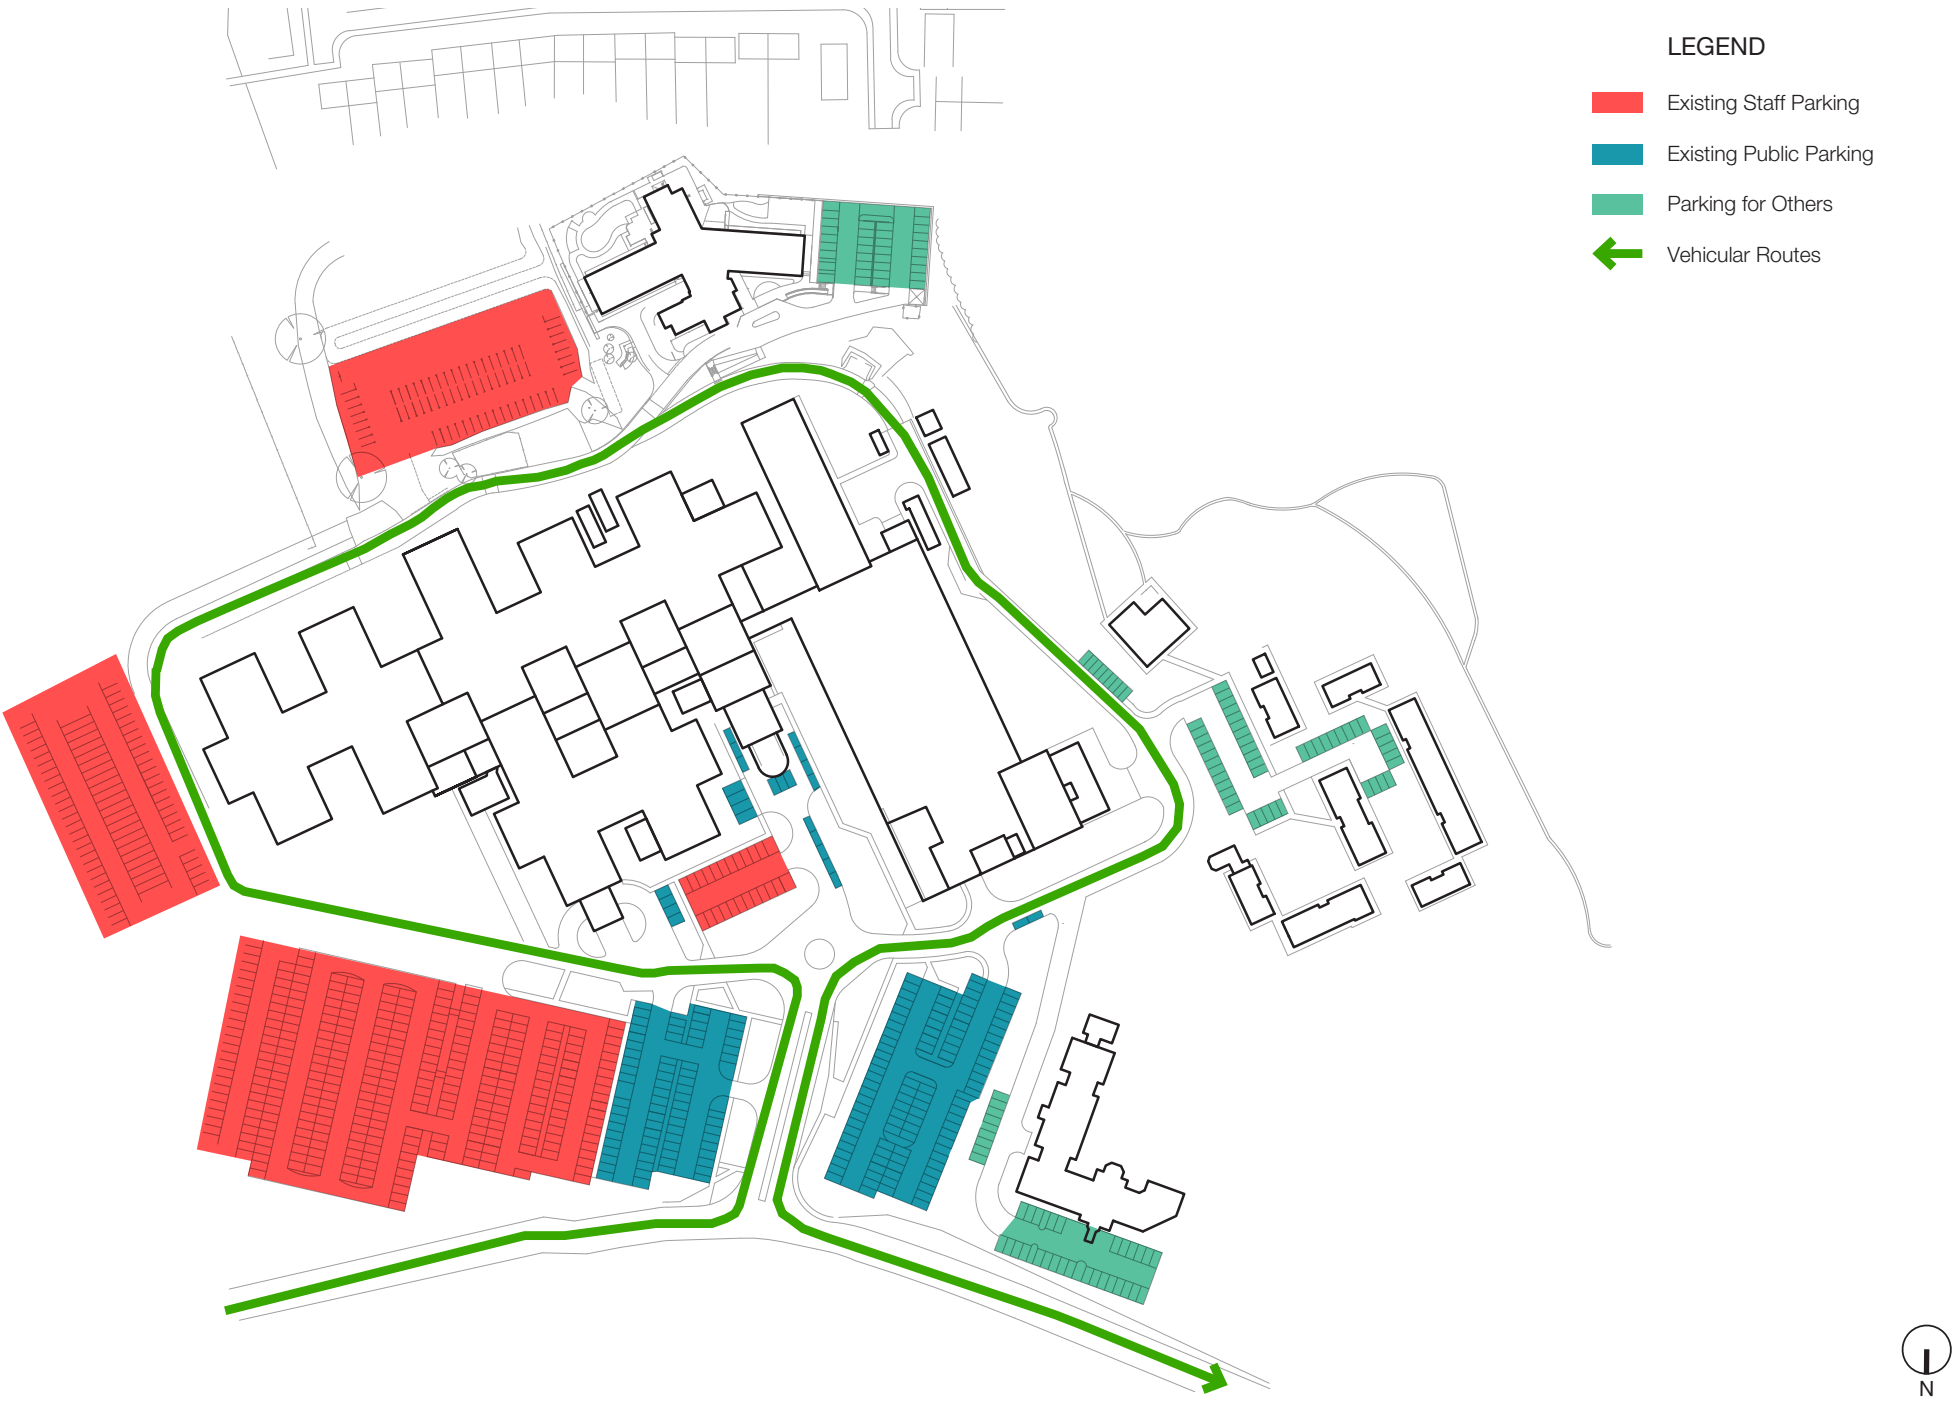 LEGEND
Existing Staff Parking
Existing Public Parking
Parking for Others
Vehicular Routes
N